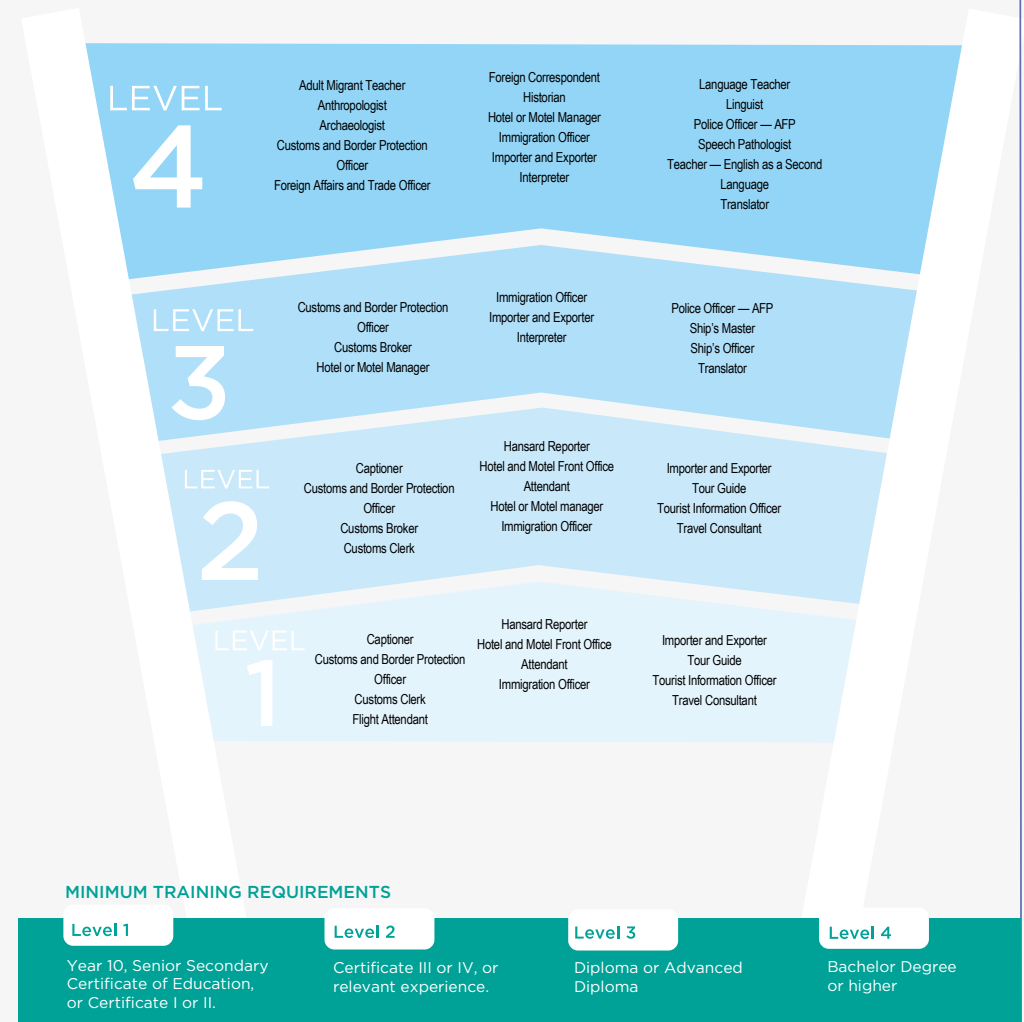 LEVEL
4
Adult Migrant Teacher
Anthropologist
Archaeologist
Customs and Border Protection
Officer
Foreign Affairs and Trade Officer
Foreign Correspondent
Historian
Hotel or Motel Manager
Immigration Officer
Importer and Exporter
Interpreter
Language Teacher
Linguist
Police Officer — AFP
Speech Pathologist
Teacher — English as a Second
Language
Translator
LEVEL
3
Customs and Border Protection
Officer
Customs Broker
Hotel or Motel Manager
Immigration Officer
Importer and Exporter
Interpreter
Police Officer — AFP
Ship's Master
Ship's Officer
Translator
LEVEL
2
Captioner
Customs and Border Protection
Officer
Customs Broker
Customs Clerk
Hansard Reporter
Hotel and Motel Front Office
Attendant
Hotel or Motel manager
Immigration Officer
Importer and Exporter
Tour Guide
Tourist Information Officer
Travel Consultant
LEVEL
1
Captioner
Customs and Border Protection
Officer
Customs Clerk
Flight Attendant
Hansard Reporter
Hotel and Motel Front Office
Attendant
Immigration Officer
Importer and Exporter
Tour Guide
Tourist Information Officer
Travel Consultant
MINIMUM TRAINING REQUIREMENTS
Level 1
Year 10, Senior Secondary
Certificate of Education,
or Certificate I or II.
Level 2
Certificate III or IV, or
relevant experience.
Level 3
Diploma or Advanced
Diploma
Level 4
Bachelor Degree
or higher